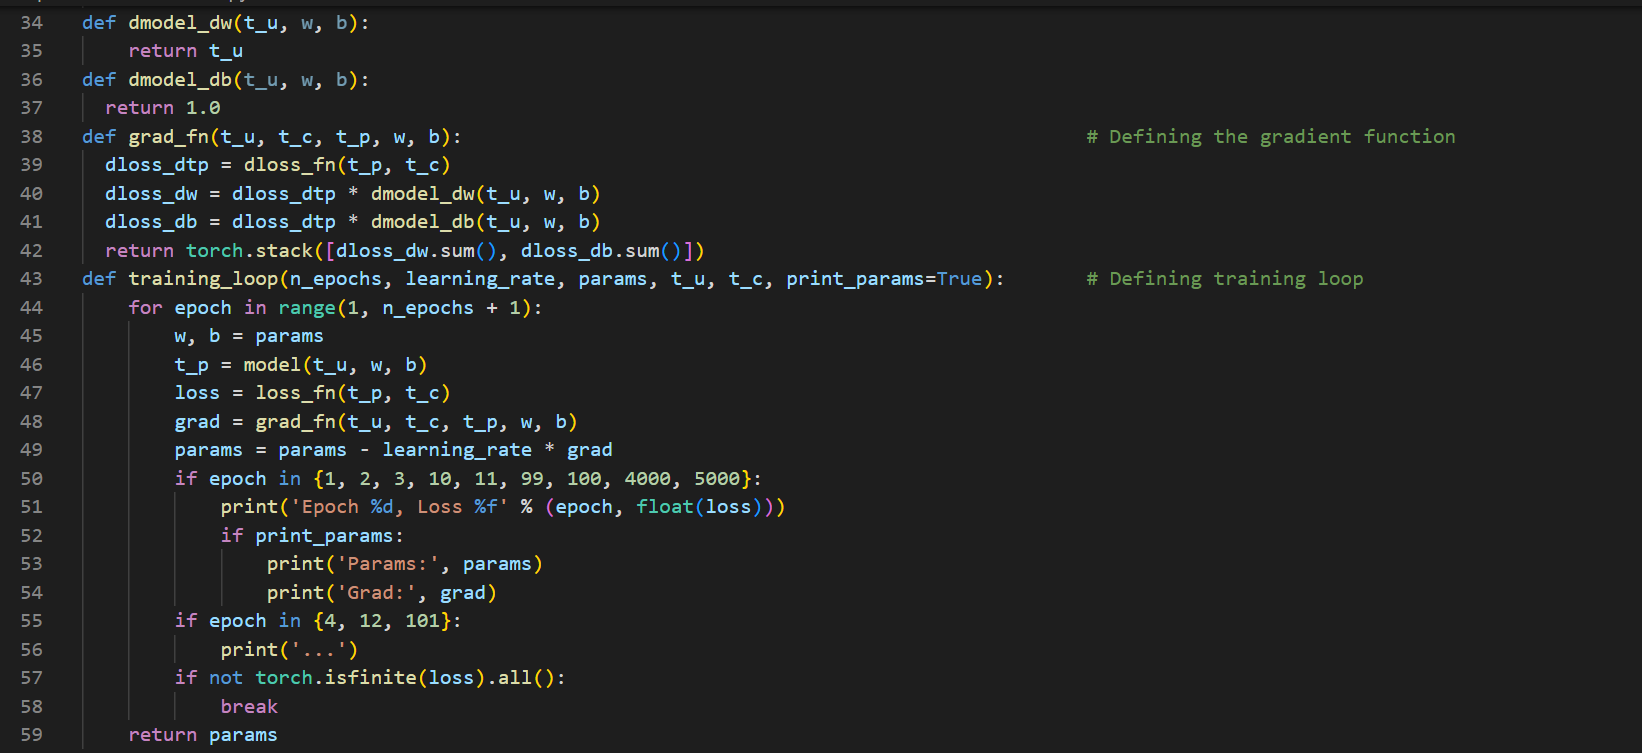 34 def dmodel_dw(t_u, w, b):
35     return t_u
36 def dmodel_db(t_u, w, b):
37   return 1.0
38 def grad_fn(t_u, t_c, t_p, w, b): # Defining the gradient function
39   dloss_dtp = dloss_fn(t_p, t_c)
40   dloss_dw = dloss_dtp * dmodel_dw(t_u, w, b)
41   dloss_db = dloss_dtp * dmodel_db(t_u, w, b)
42   return torch.stack([dloss_dw.sum(), dloss_db.sum()])
43 def training_loop(n_epochs, learning_rate, params, t_u, t_c, print_params=True): # Defining training loop
44     for epoch in range(1, n_epochs + 1):
45         w, b = params
46         t_p = model(t_u, w, b)
47         loss = loss_fn(t_p, t_c)
48         grad = grad_fn(t_u, t_c, t_p, w, b)
49         params = params - learning_rate * grad
50         if epoch in {1, 2, 3, 10, 11, 99, 100, 4000, 5000}:
51             print('Epoch %d, Loss %f' % (epoch, float(loss)))
52             if print_params:
53                 print('Params:', params)
54                 print('Grad:', grad)
55         if epoch in {4, 12, 101}:
56             print('...')
57         if not torch.isfinite(loss).all():
58             break
59     return params